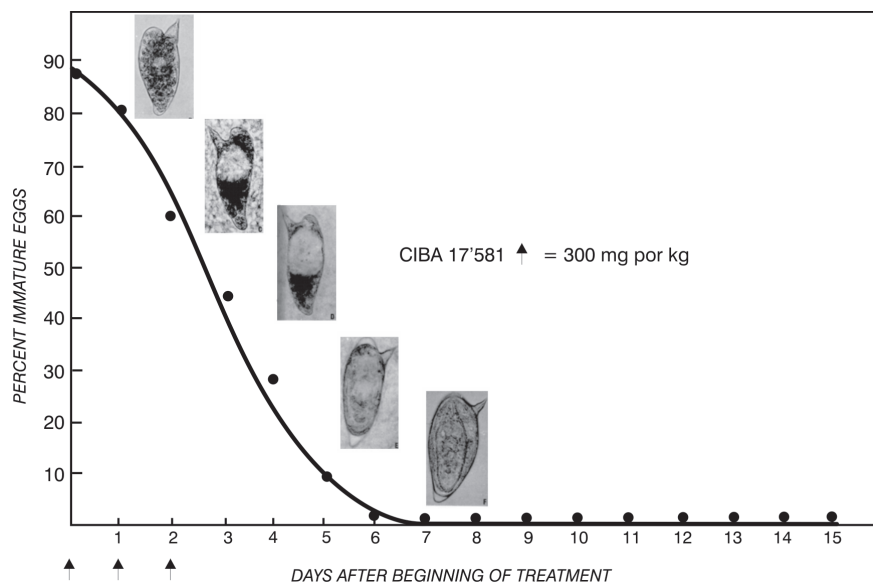 PERCENT IMMATURE EGGS
90
80
70
60
50
40
30
20
10
CIBA 17'581 = 300 mg por kg
D
E
F
1 2 3 4 5 6 7 8 9 10 11 12 13 14 15
DAYS AFTER BEGINNING OF TREATMENT